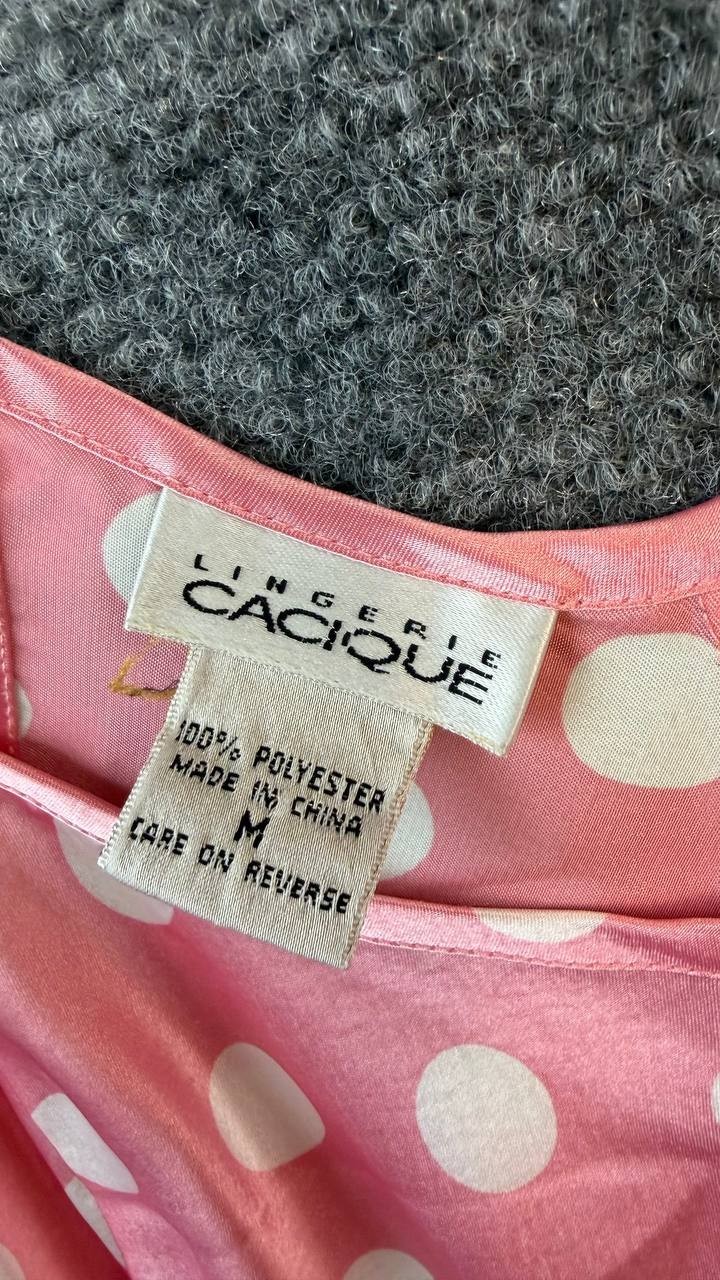 LINGERIE
CACIQUE
100% POLYESTER
MADE IN CHINA
M
CARE ON REVERSE